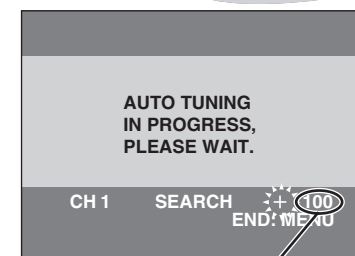 AUTO TUNING
IN PROGRESS,
PLEASE WAIT.
CH 1 SEARCH + 100
END: MENU